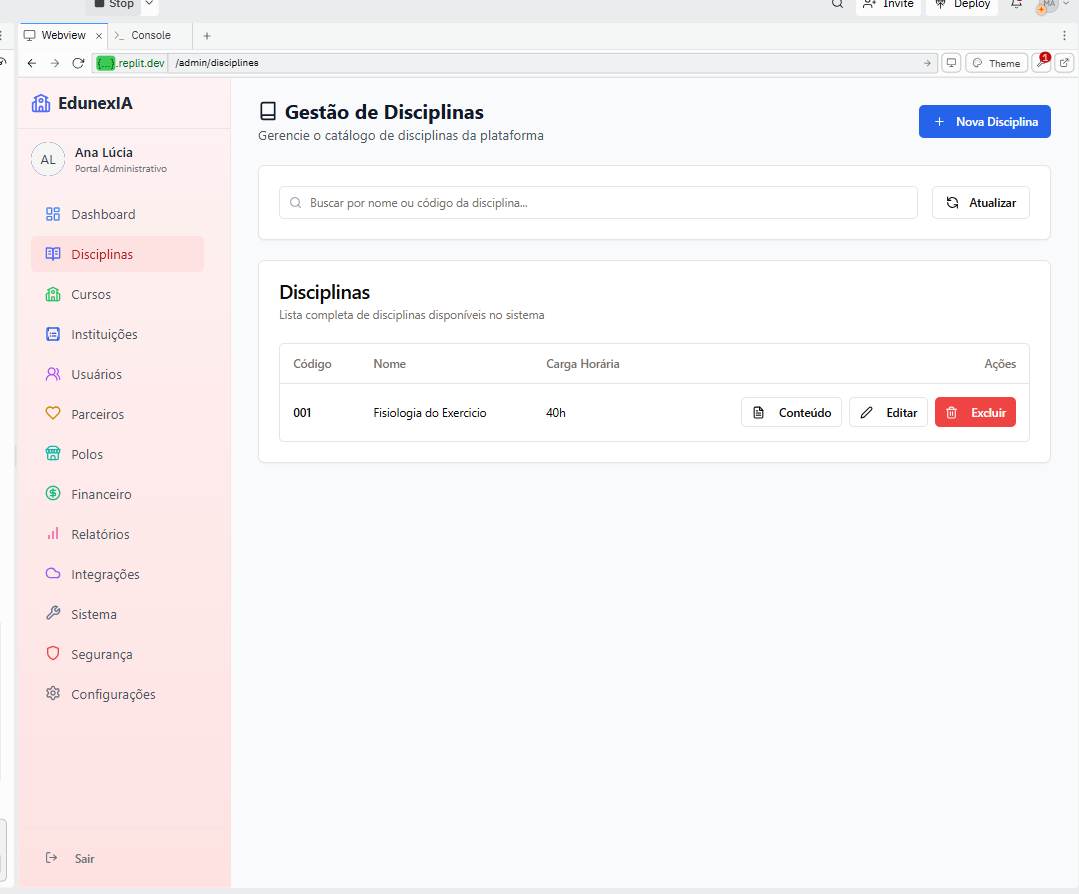 Stop
Invite
Deploy
MA
Webview
Console
{...}.replit.dev /admin/disciplines
Theme
1
EdunexIA
AL
Ana Lúcia
Portal Administrativo
Dashboard
Disciplinas
Cursos
Instituições
Usuários
Parceiros
Polos
Financeiro
Relatórios
Integrações
Sistema
Segurança
Configurações
Sair
Gestão de Disciplinas
Gerencie o catálogo de disciplinas da plataforma
+ Nova Disciplina
Buscar por nome ou código da disciplina...
Atualizar
Disciplinas
Lista completa de disciplinas disponíveis no sistema
Código Nome Carga Horária Ações
001 Fisiologia do Exercicio 40h Conteúdo Editar Excluir